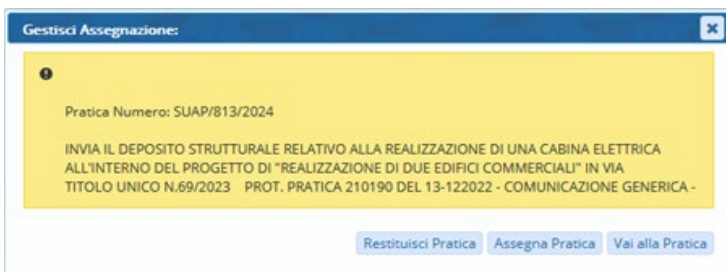 Gestisci Assegnazione:
Pratica Numero: SUAP/813/2024
INVIA IL DEPOSITO STRUTTURALE RELATIVO ALLA REALIZZAZIONE DI UNA CABINA ELETTRICA
ALL'INTERNO DEL PROGETTO DI "REALIZZAZIONE DI DUE EDIFICI COMMERCIALI" IN VIA
TITOLO UNICO N.69/2023 PROT. PRATICA 210190 DEL 13-122022 - COMUNICAZIONE GENERICA -
Restituisci Pratica Assegna Pratica Vai alla Pratica